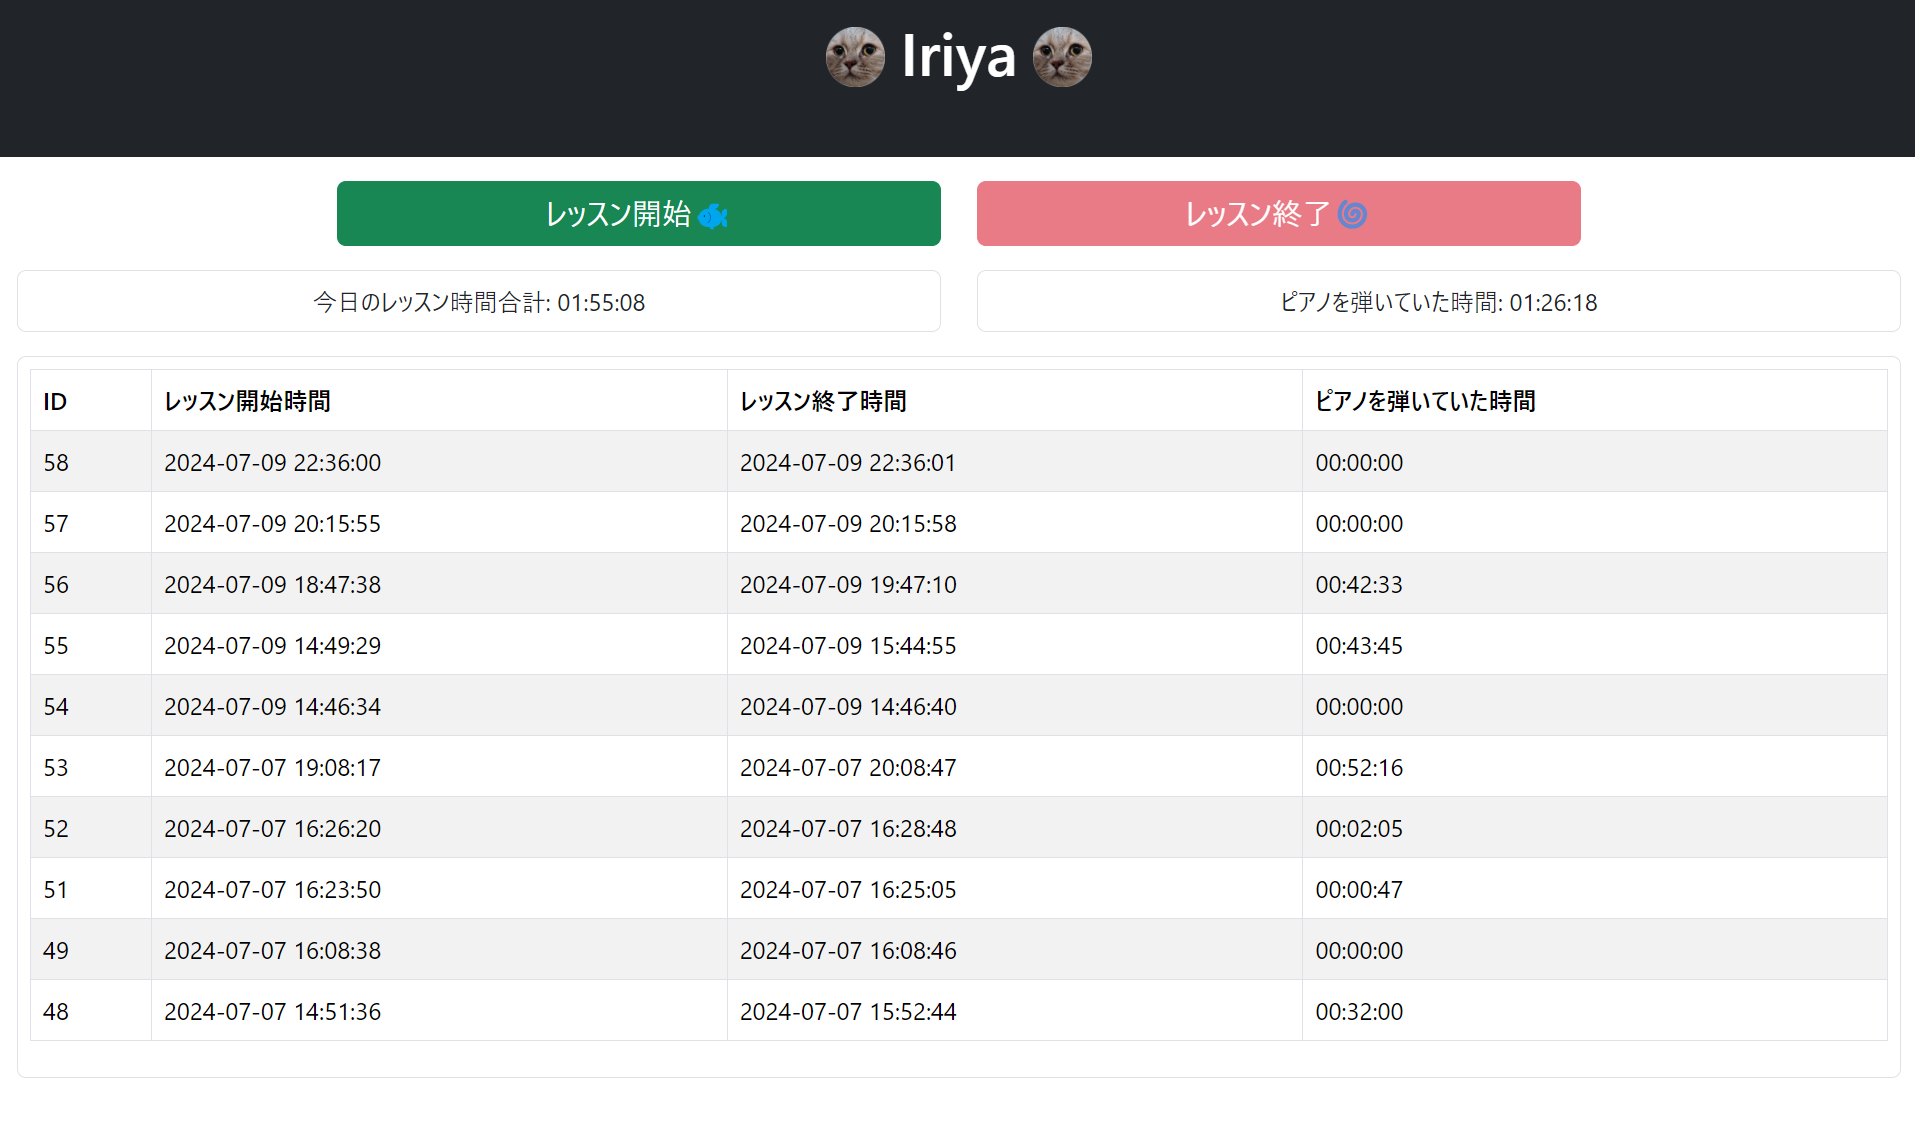 Iriya
レッスン開始🐟
レッスン終了🌀
今日のレッスン時間合計: 01:55:08
ピアノを弾いていた時間: 01:26:18
ID レッスン開始時間 レッスン終了時間 ピアノを弾いていた時間
58 2024-07-09 22:36:00 2024-07-09 22:36:01 00:00:00
57 2024-07-09 20:15:55 2024-07-09 20:15:58 00:00:00
56 2024-07-09 18:47:38 2024-07-09 19:47:10 00:42:33
55 2024-07-09 14:49:29 2024-07-09 15:44:55 00:43:45
54 2024-07-09 14:46:34 2024-07-09 14:46:40 00:00:00
53 2024-07-07 19:08:17 2024-07-07 20:08:47 00:52:16
52 2024-07-07 16:26:20 2024-07-07 16:28:48 00:02:05
51 2024-07-07 16:23:50 2024-07-07 16:25:05 00:00:47
49 2024-07-07 16:08:38 2024-07-07 16:08:46 00:00:00
48 2024-07-07 14:51:36 2024-07-07 15:52:44 00:32:00